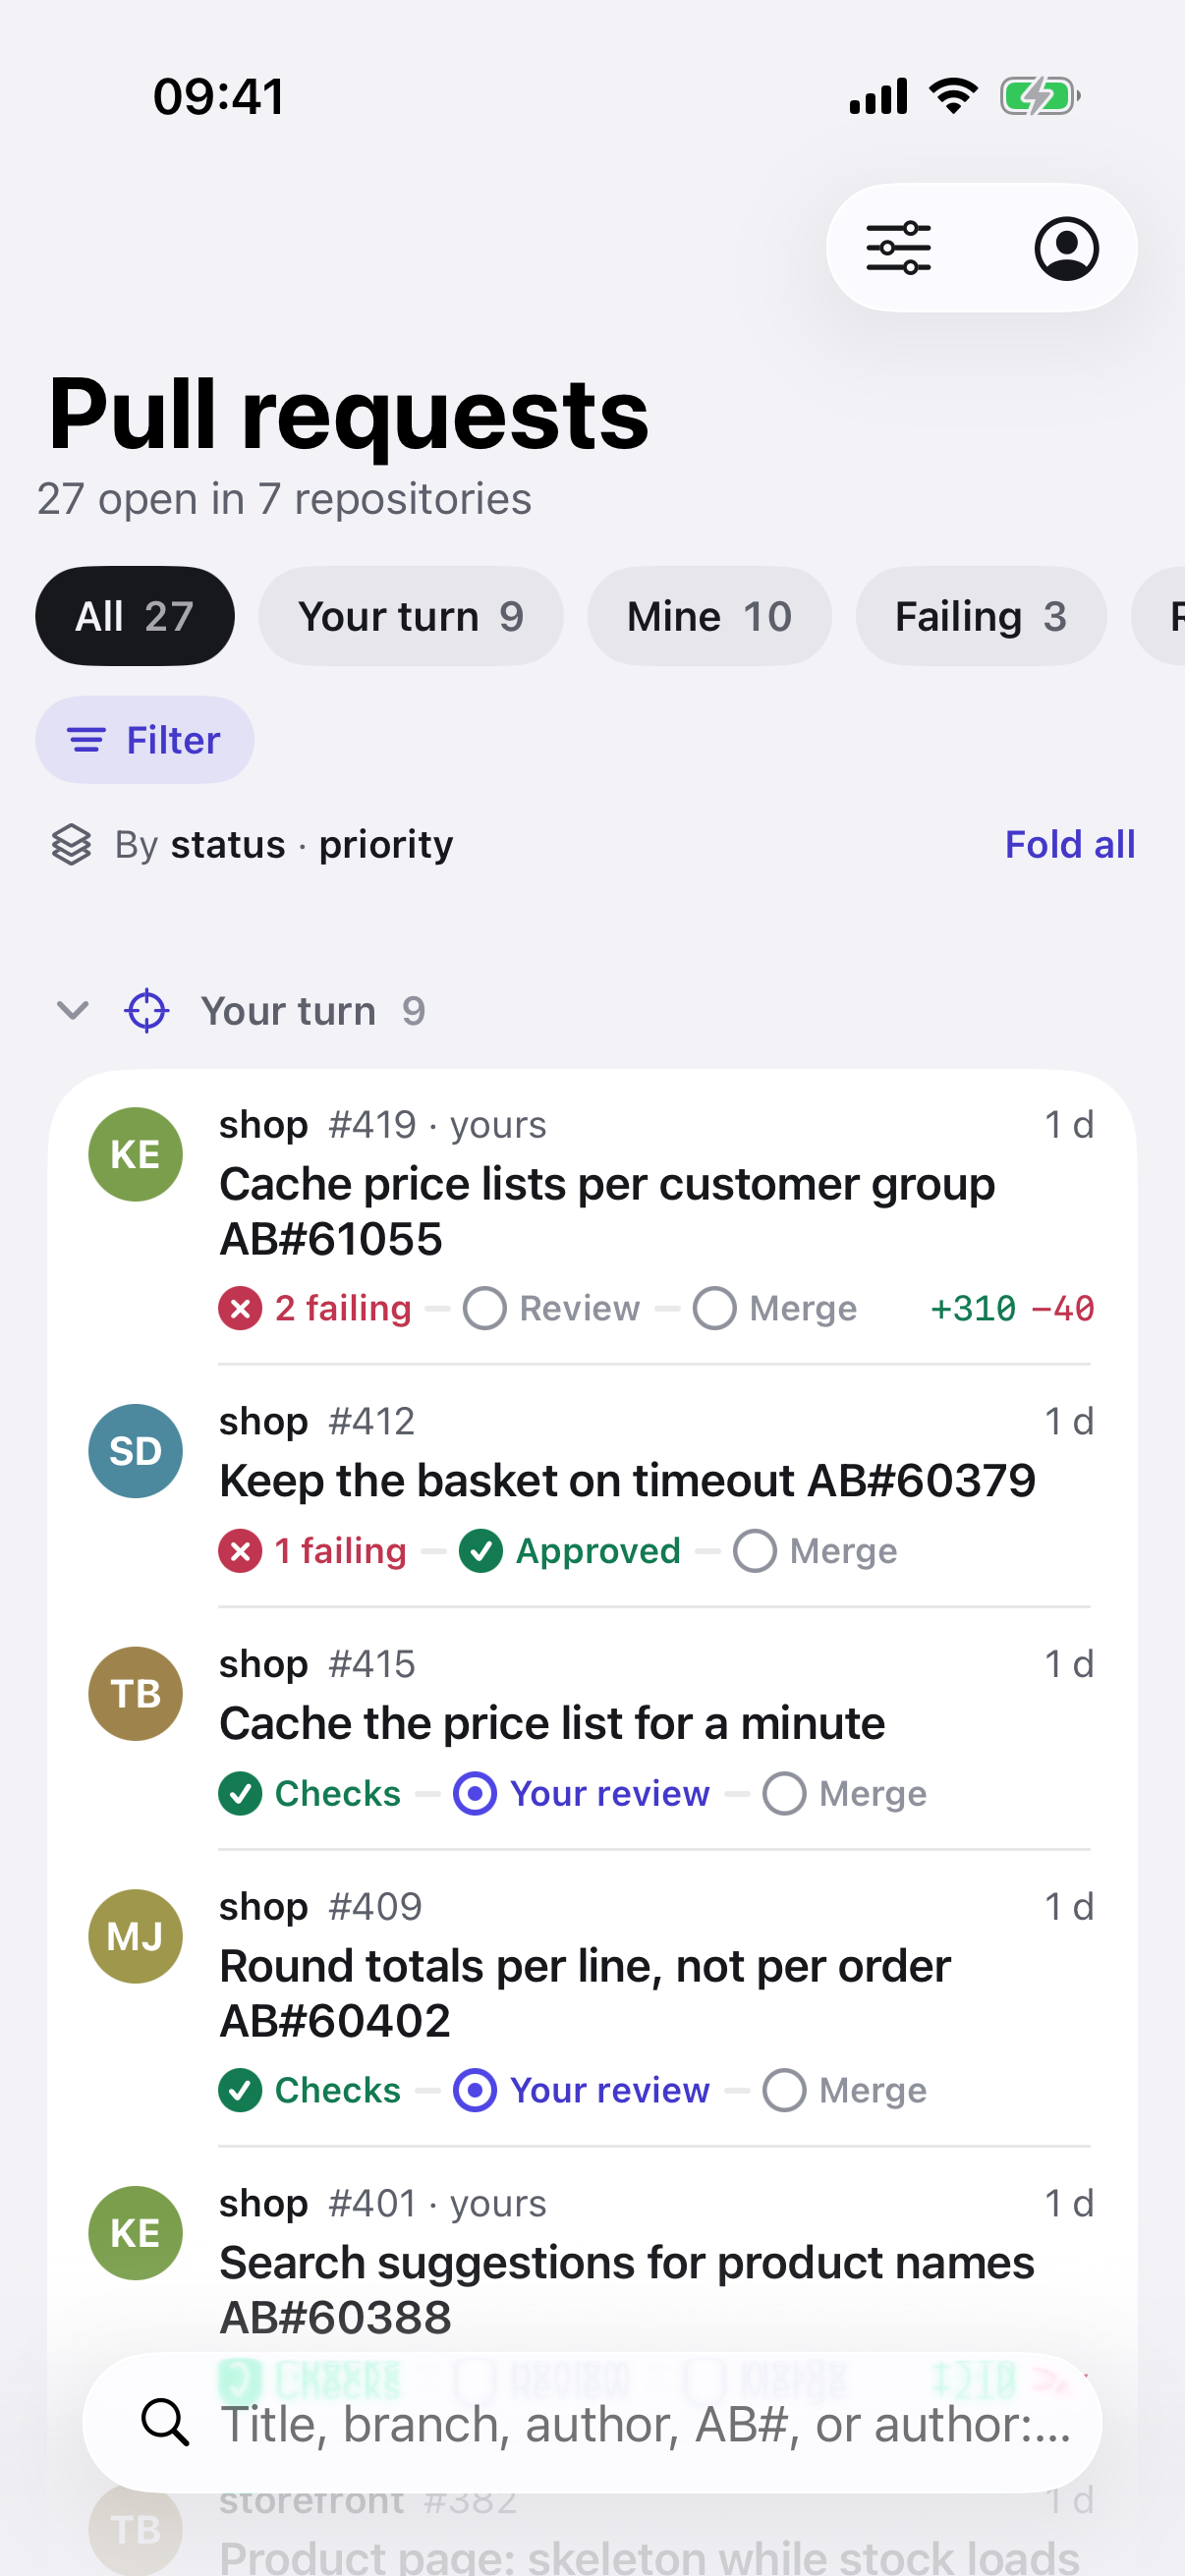 09:41
Pull requests
27 open in 7 repositories
All 27
Your turn 9
Mine 10
Failing 3
Filter
By status · priority
Fold all
Your turn 9
KE
shop #419 · yours
1 d
Cache price lists per customer group
AB#61055
2 failing
Review
Merge
+310 −40
SD
shop #412
1 d
Keep the basket on timeout AB#60379
1 failing
Approved
Merge
TB
shop #415
1 d
Cache the price list for a minute
Checks
Your review
Merge
MJ
shop #409
1 d
Round totals per line, not per order
AB#60402
Checks
Your review
Merge
KE
shop #401 · yours
1 d
Search suggestions for product names
AB#60388
Checks
Review
Merge
+210
Title, branch, author, AB#, or author:...
TB
storefront #382
1 d
Product page: skeleton while stock loads